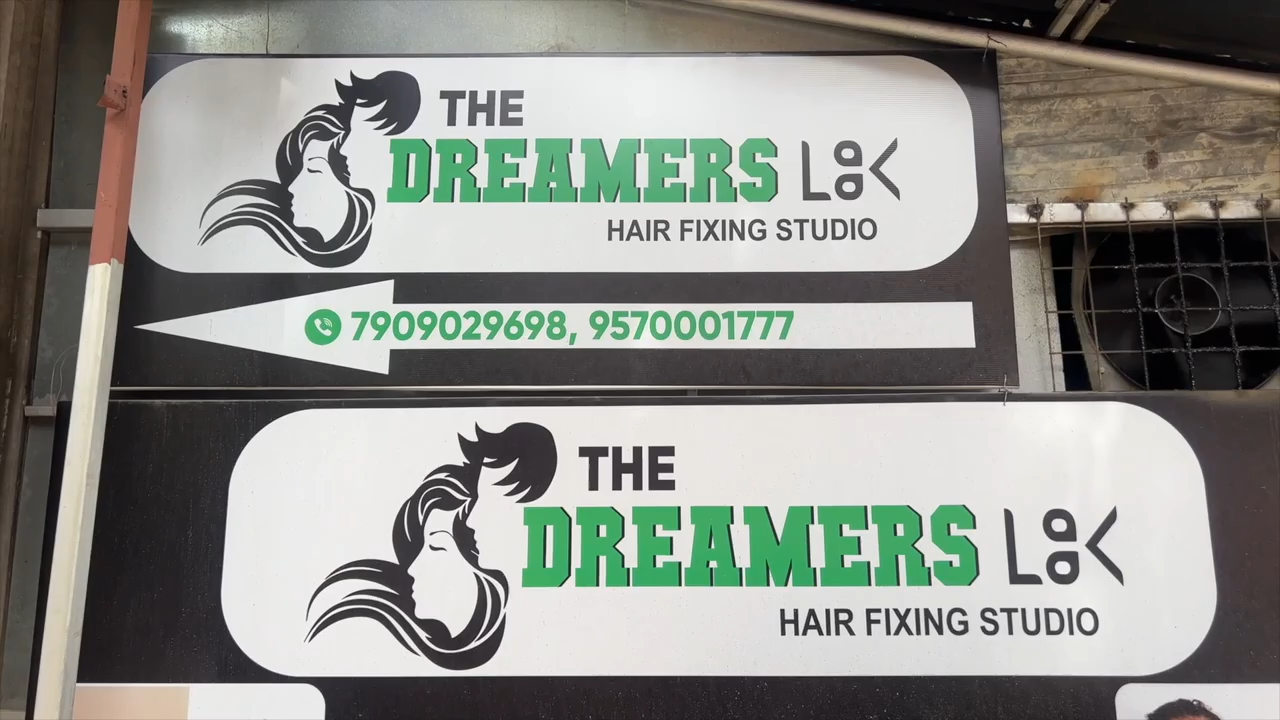 THE
DREAMERS Look
HAIR FIXING STUDIO
7909029698, 9570001777
THE
DREAMERS Look
HAIR FIXING STUDIO